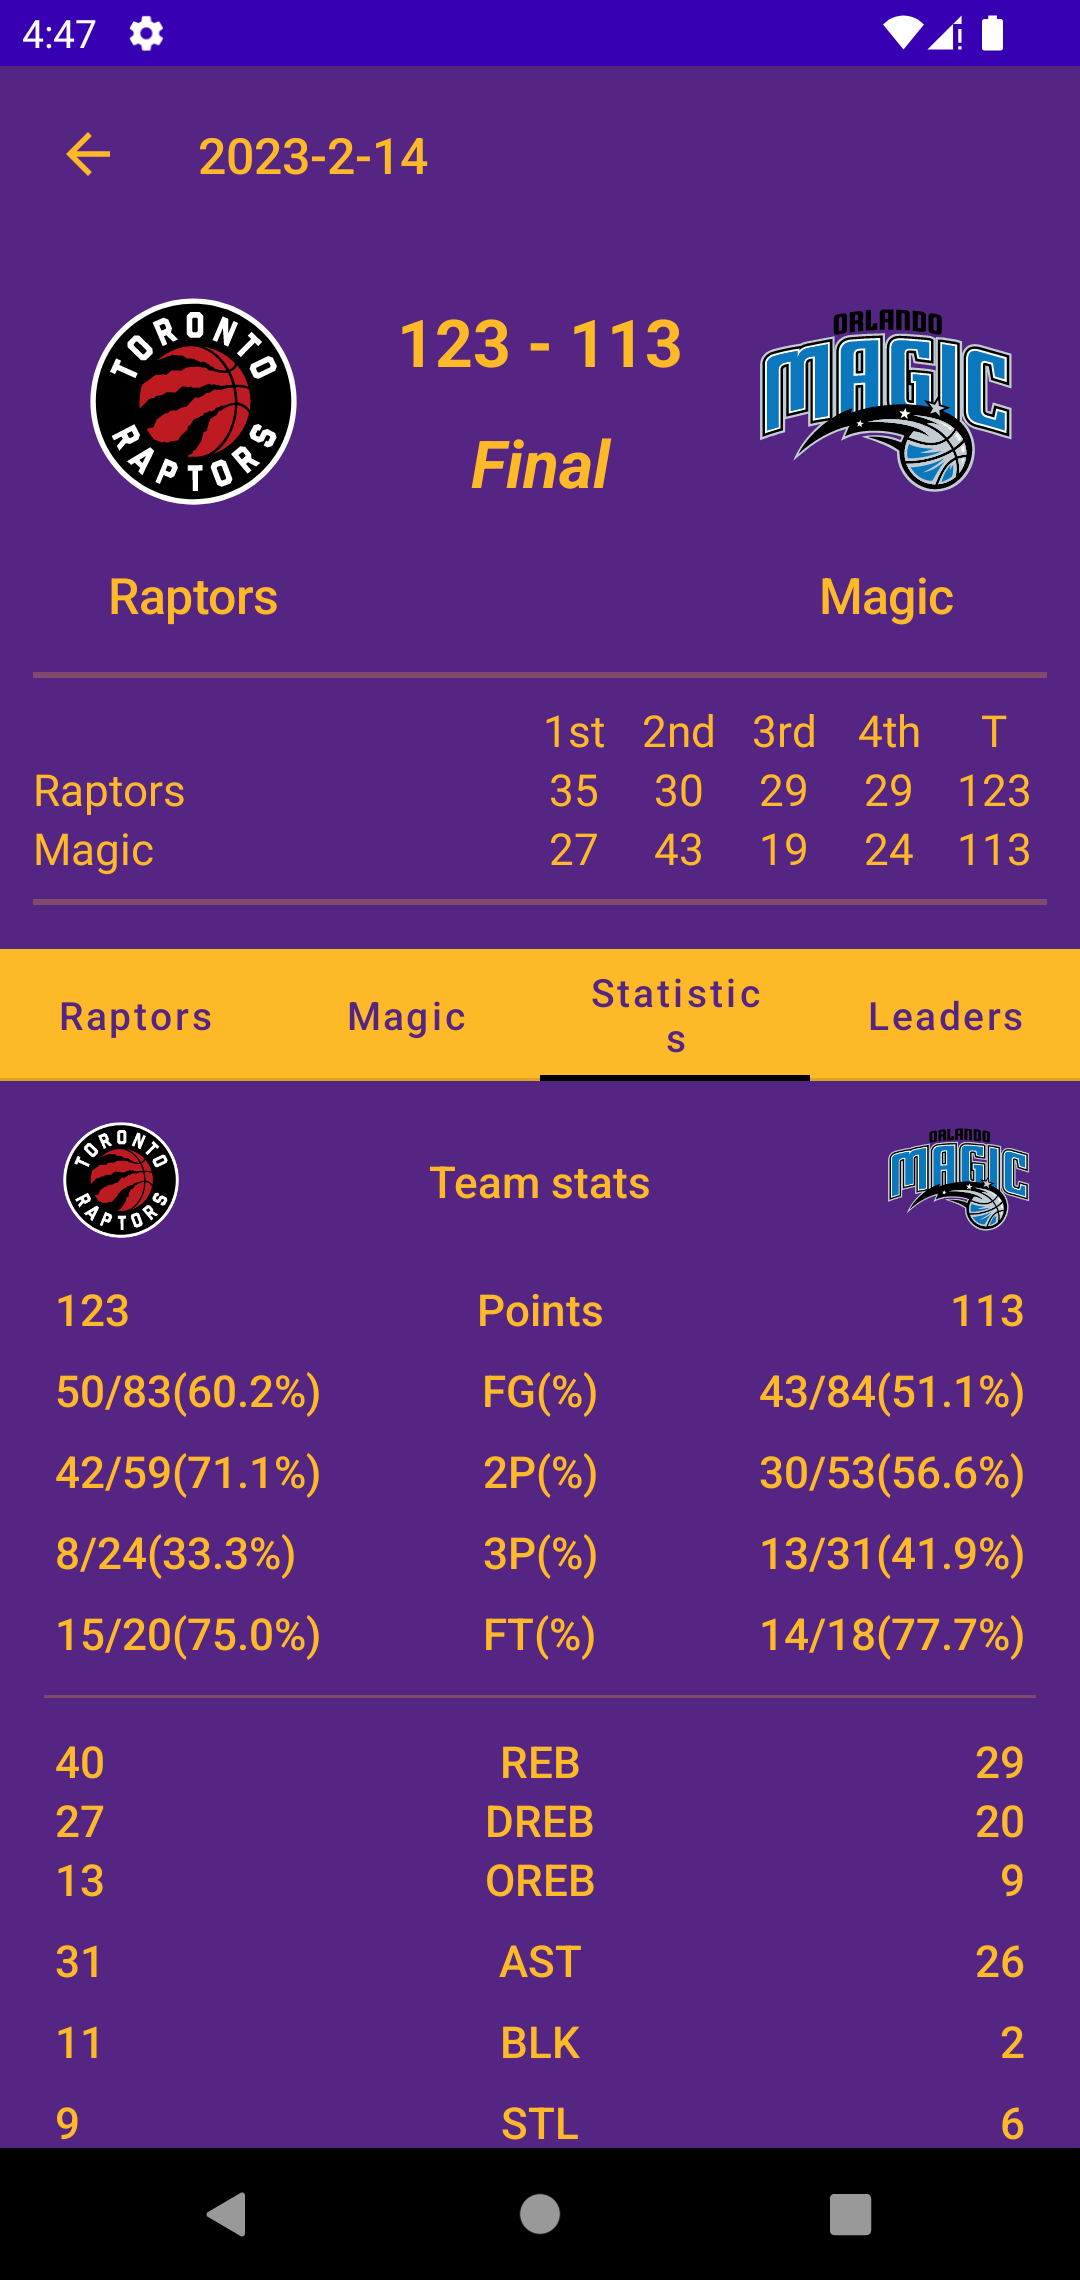 4:47
2023-2-14
TORONTO RAPTORS
123 - 113
ORLANDO
MAGIC
Final
Raptors Magic
1st 2nd 3rd 4th T
Raptors 35 30 29 29 123
Magic 27 43 19 24 113
Raptors Magic Statistic Leaders
s
TORONTO RAPTORS
Team stats
ORLANDO
MAGIC
123 Points 113
50/83(60.2%) FG(%) 43/84(51.1%)
42/59(71.1%) 2P(%) 30/53(56.6%)
8/24(33.3%) 3P(%) 13/31(41.9%)
15/20(75.0%) FT(%) 14/18(77.7%)
40 REB 29
27 DREB 20
13 OREB 9
31 AST 26
11 BLK 2
9 STL 6